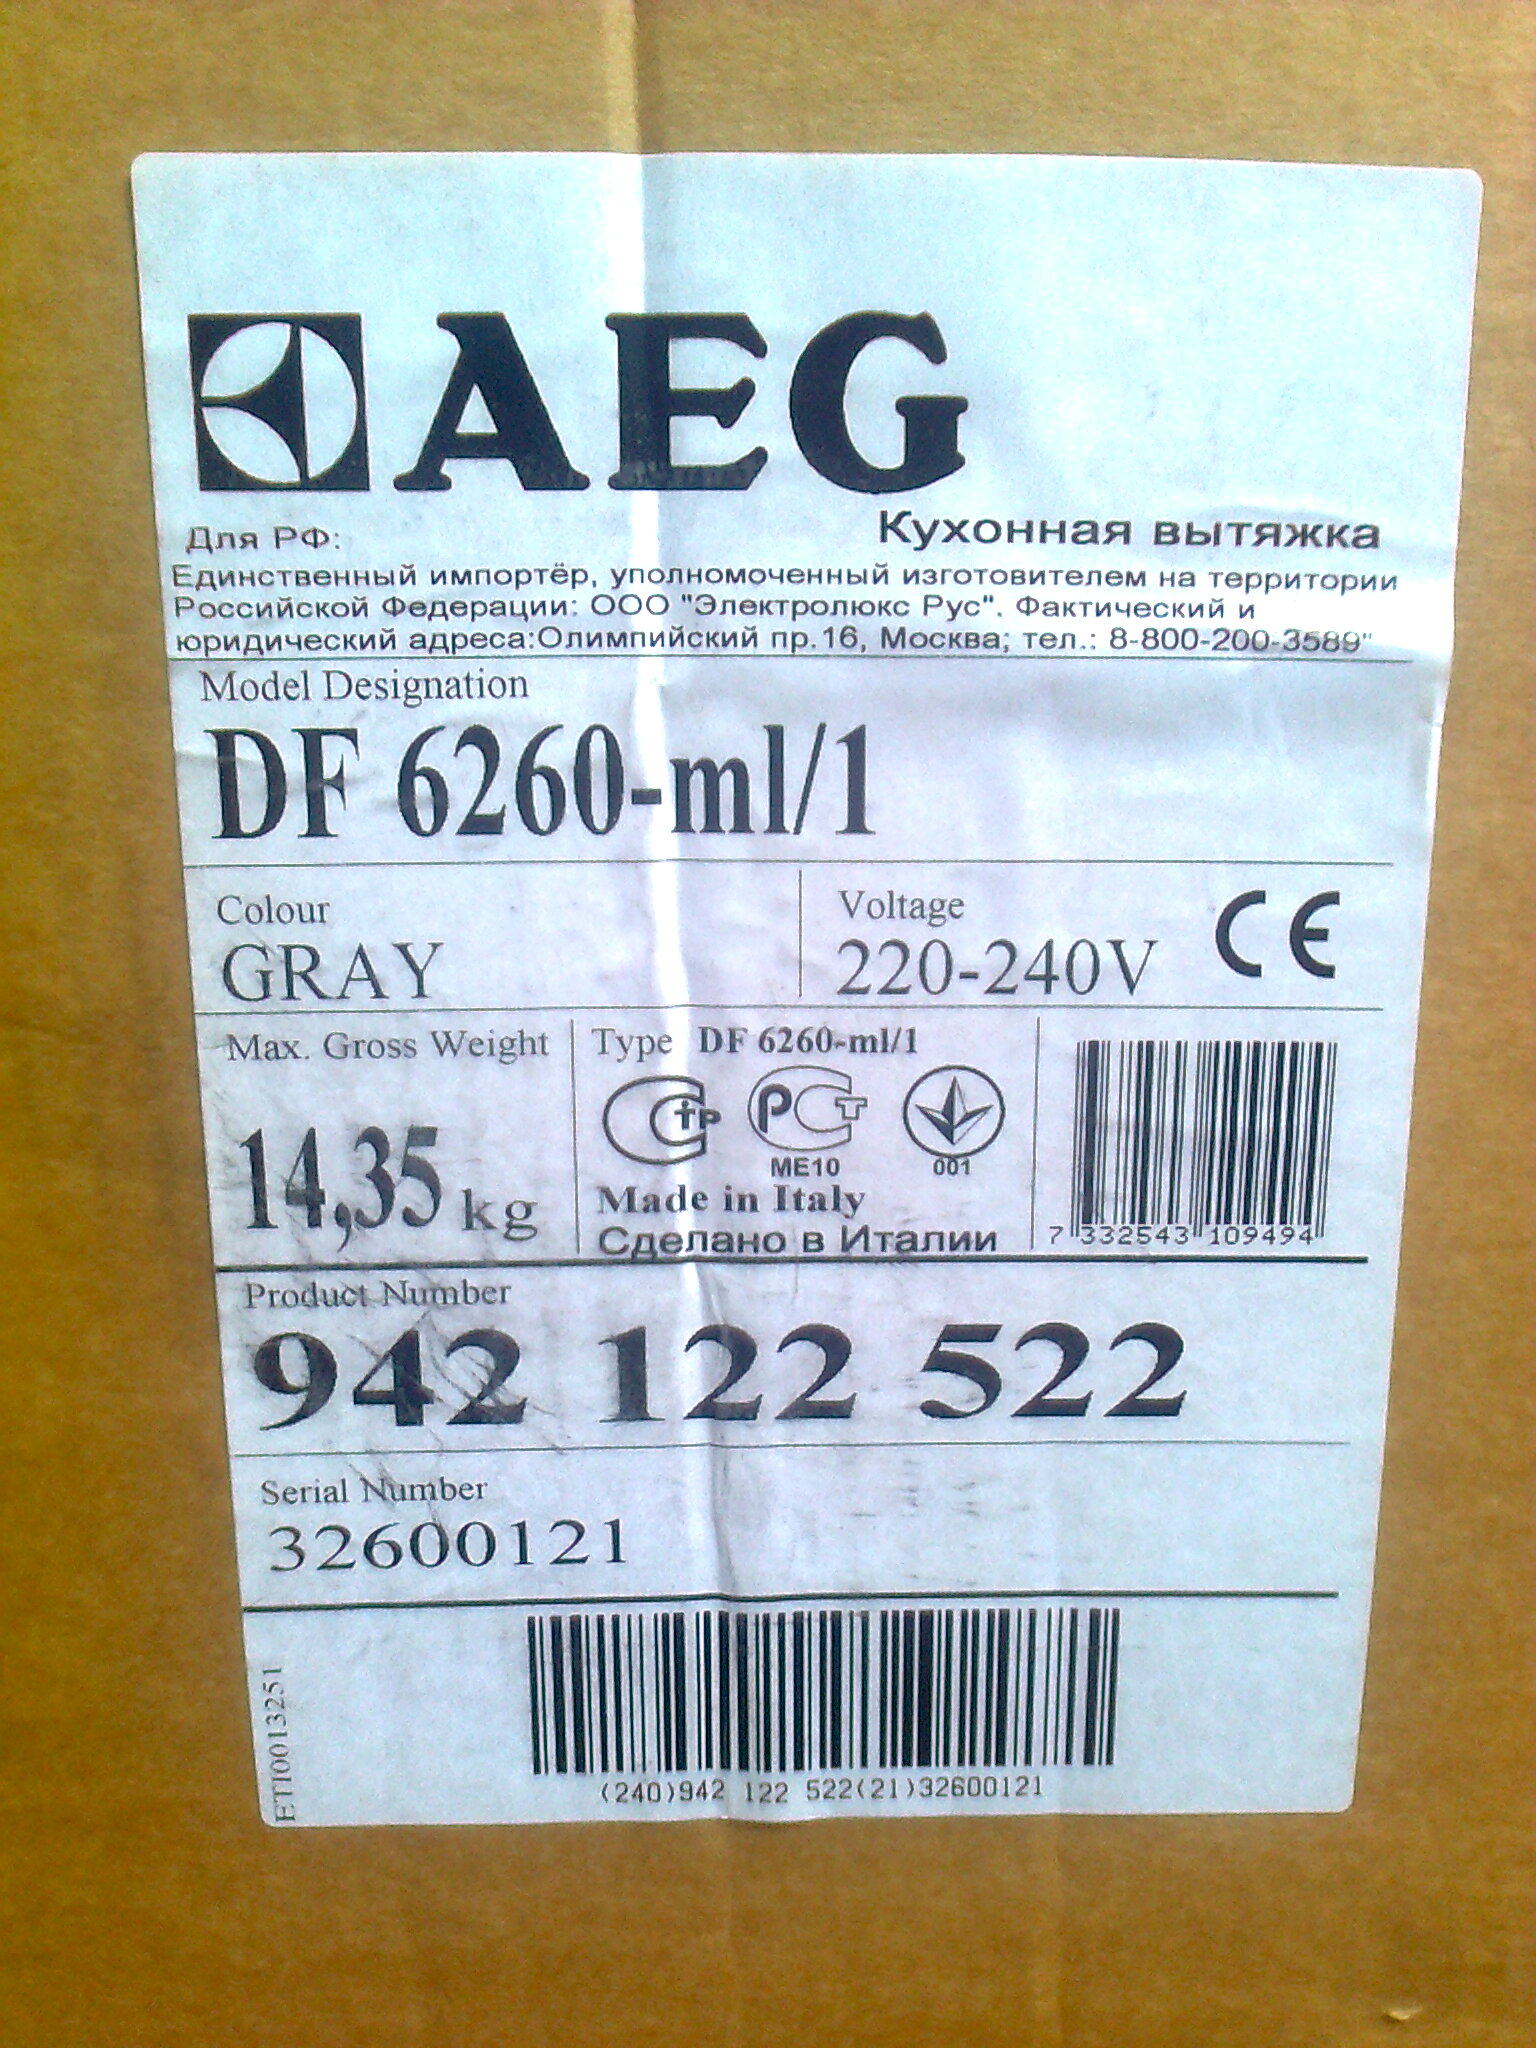 AEG
Кухонная вытяжка
Для РФ:
Единственный импортёр, уполномоченный изготовителем на территории
Российской Федерации: ООО "Электролюкс Рус". Фактический и
юридический адреса:Олимпийский пр.16, Москва; тел.: 8-800-200-3589"
Model Designation
DF 6260-ml/1
Colour
GRAY
Voltage
220-240V
CE
Max. Gross Weight
14,35 kg
Type DF 6260-ml/1
ME10
001
Made in Italy
Сделано в Италии
7 332543 109494
Product Number
942 122 522
Serial Number
32600121
ETI0013251
(240)942 122 522(21)32600121